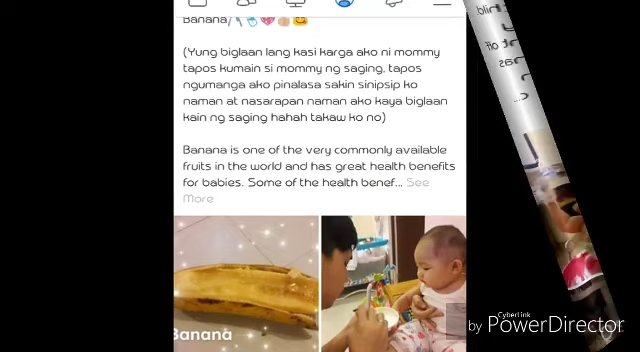 Banana/
(Yung biglaan lang kasi karga ako ni mommy
tapos kumain si mommy ng saging, tapos
ngumanga ako pinalasa sakin sinipsip ko
naman at nasarapan naman ako kaya biglaan
kain ng saging hahah takaw ko no)
Banana is one of the very commonly available
fruits in the world and has great health benefits
for babies. Some of the health benef... See
More
Banana
CyberLink
by PowerDirector